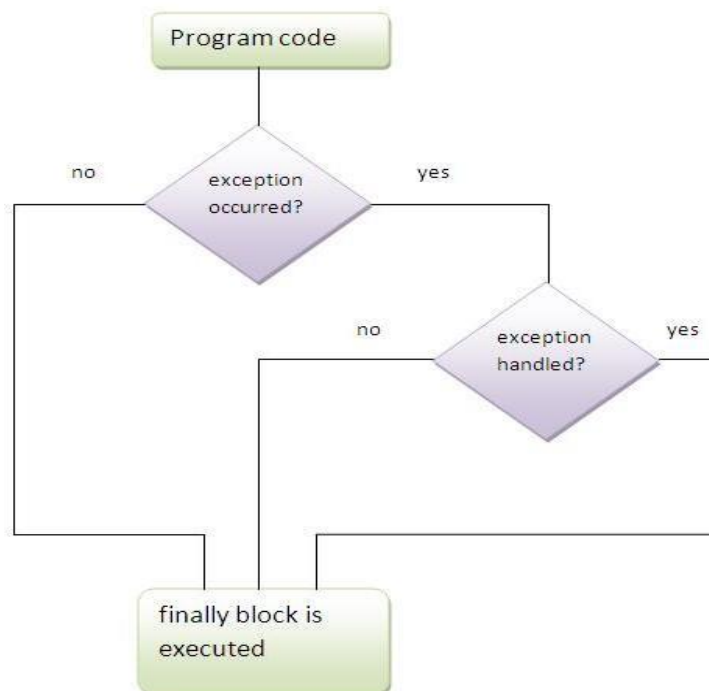 Program code
no
exception
occurred?
yes
no
exception
handled?
yes
finally block is
executed